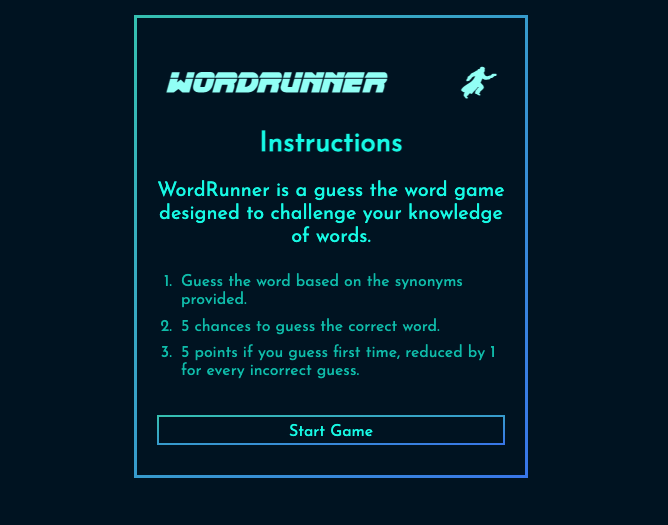 WORDRUNNER
Instructions
WordRunner is a guess the word game
designed to challenge your knowledge
of words.
1. Guess the word based on the synonyms
provided.
2. 5 chances to guess the correct word.
3. 5 points if you guess first time, reduced by 1
for every incorrect guess.
Start Game